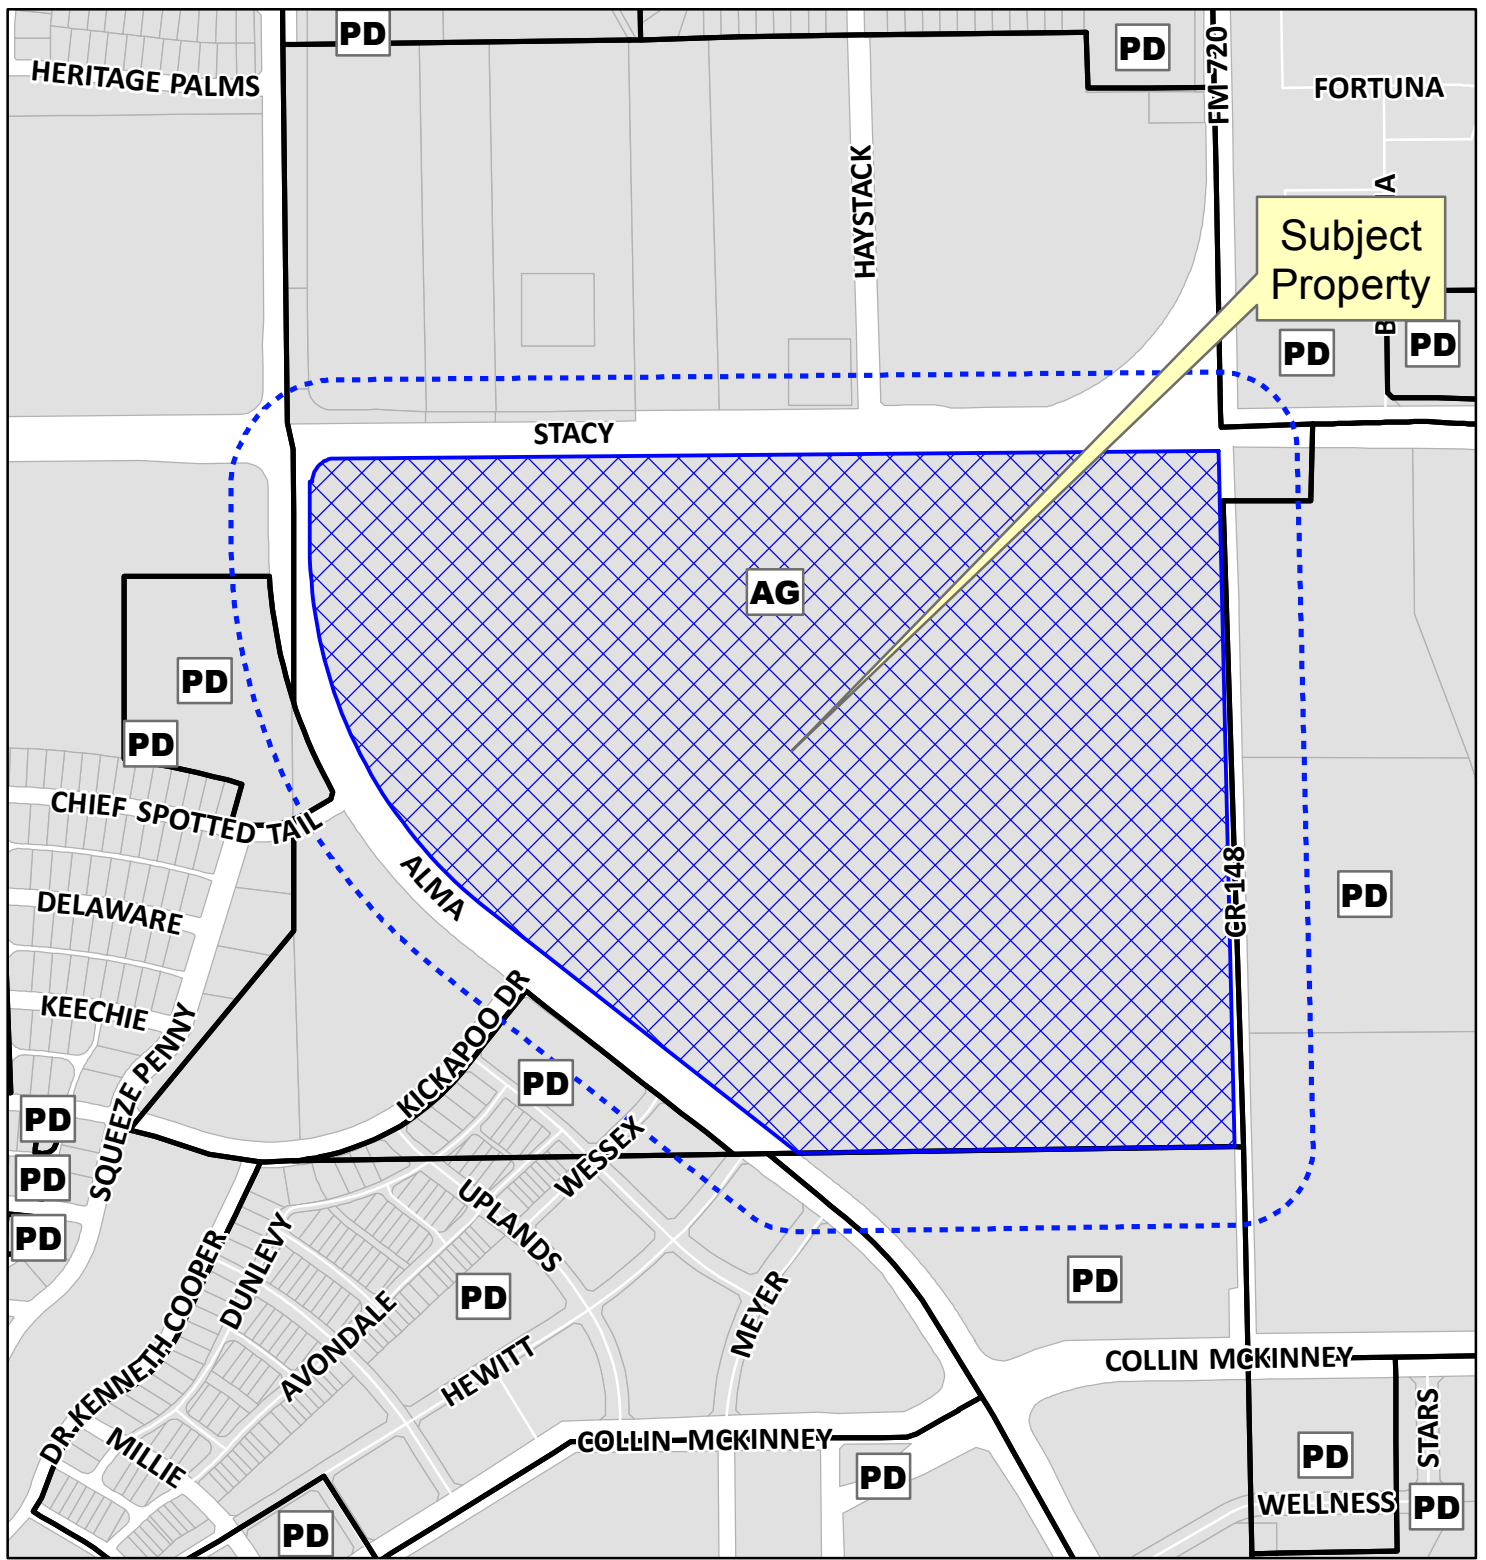 PD
PD
FM 720
HERITAGE PALMS
FORTUNA
HAYSTACK
A
Subject
Property
B
PD
PD
STACY
AG
PD
PD
CHIEF SPOTTED TAIL
ALMA
CR 148
PD
DELAWARE
KEECHIE
SQUEEZE PENNY
KICKAPOO DR
PD
PD
PD
PD
WESSEX
UPLANDS
DR KENNETH COOPER
DUNLEVY
PD
PD
MEYER
AVONDALE
HEWITT
COLLIN MCKINNEY
MILLIE
COLLIN MCKINNEY
STARS
PD
PD
WELLNESS
PD
PD